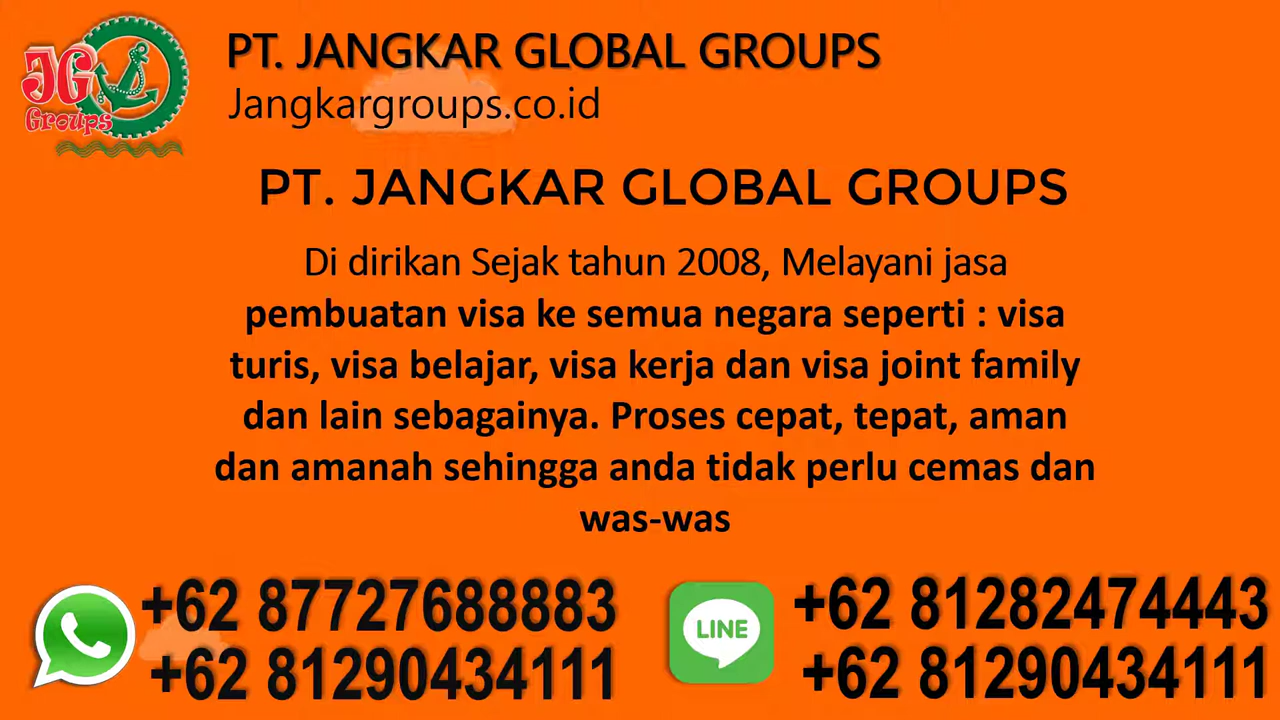 JG
Groups
PT. JANGKAR GLOBAL GROUPS
Jangkargroups.co.id
PT. JANGKAR GLOBAL GROUPS
Di dirikan Sejak tahun 2008, Melayani jasa
pembuatan visa ke semua negara seperti : visa
turis, visa belajar, visa kerja dan visa joint family
dan lain sebagainya. Proses cepat, tepat, aman
dan amanah sehingga anda tidak perlu cemas dan
was-was
+62 87727688883
+62 81290434111
LINE
+62 81282474443
+62 81290434111